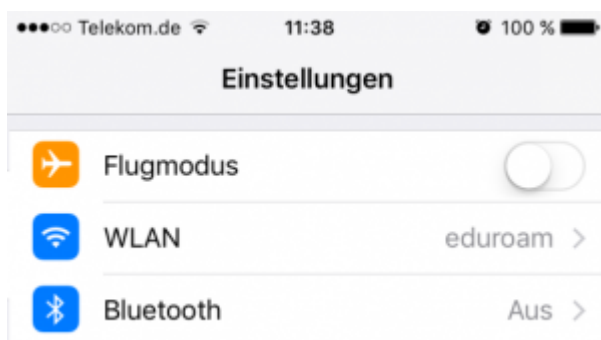 ●●●○○ Telekom.de 11:38 100 %
Einstellungen
Flugmodus
WLAN eduroam >
Bluetooth Aus >